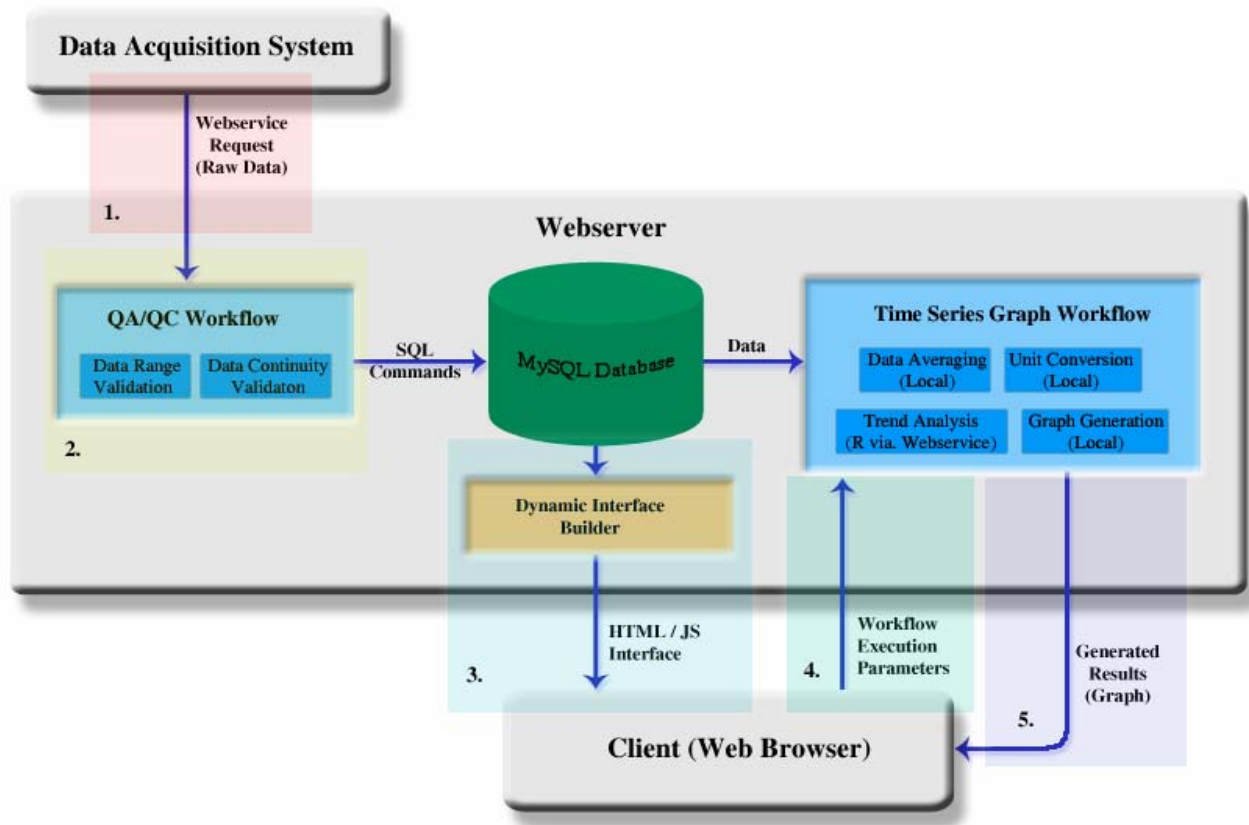 Data Acquisition System
Webservice
Request
(Raw Data)
1.
Webserver
QA/QC Workflow
Data Range
Validation
Data Continuity
Validaton
2.
SQL
Commands
MySQL Database
Data
Time Series Graph Workflow
Data Averaging
(Local)
Unit Conversion
(Local)
Trend Analysis
(R via. Webservice)
Graph Generation
(Local)
Dynamic Interface
Builder
HTML / JS
Interface
3.
Workflow
Execution
Parameters
4.
Generated
Results
(Graph)
5.
Client (Web Browser)